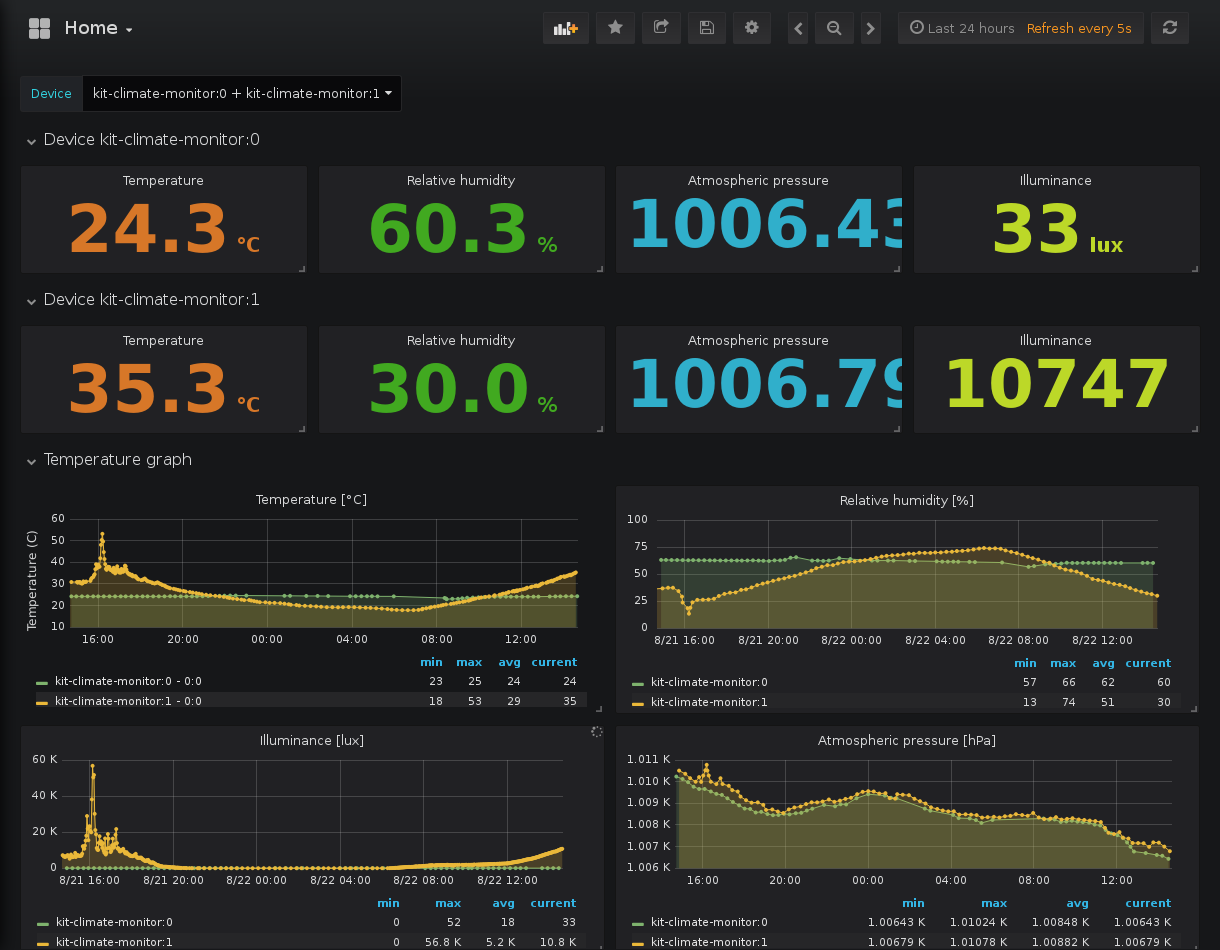 Home
Last 24 hours Refresh every 5s
Device kit-climate-monitor:0 + kit-climate-monitor:1
Device kit-climate-monitor:0
Temperature Relative humidity Atmospheric pressure Illuminance
24.3 °C 60.3 % 1006.43 33 lux
Device kit-climate-monitor:1
Temperature Relative humidity Atmospheric pressure Illuminance
35.3 °C 30.0 % 1006.79 10747
Temperature graph
Temperature [°C]
Temperature (C)
60
50
40
30
20
10
16:00 20:00 00:00 04:00 08:00 12:00
min max avg current
kit-climate-monitor:0 - 0:0 23 25 24 24
kit-climate-monitor:1 - 0:0 18 53 29 35
Relative humidity [%]
100
75
50
25
0
8/21 16:00 8/21 20:00 8/22 00:00 8/22 04:00 8/22 08:00 8/22 12:00
min max avg current
kit-climate-monitor:0 57 66 62 60
kit-climate-monitor:1 13 74 51 30
Illuminance [lux]
60 K
40 K
20 K
0
8/21 16:00 8/21 20:00 8/22 00:00 8/22 04:00 8/22 08:00 8/22 12:00
min max avg current
kit-climate-monitor:0 0 52 18 33
kit-climate-monitor:1 0 56.8 K 5.2 K 10.8 K
Atmospheric pressure [hPa]
1.011 K
1.010 K
1.009 K
1.008 K
1.007 K
1.006 K
16:00 20:00 00:00 04:00 08:00 12:00
min max avg current
kit-climate-monitor:0 1.00643 K 1.01024 K 1.00848 K 1.00643 K
kit-climate-monitor:1 1.00679 K 1.01078 K 1.00882 K 1.00679 K